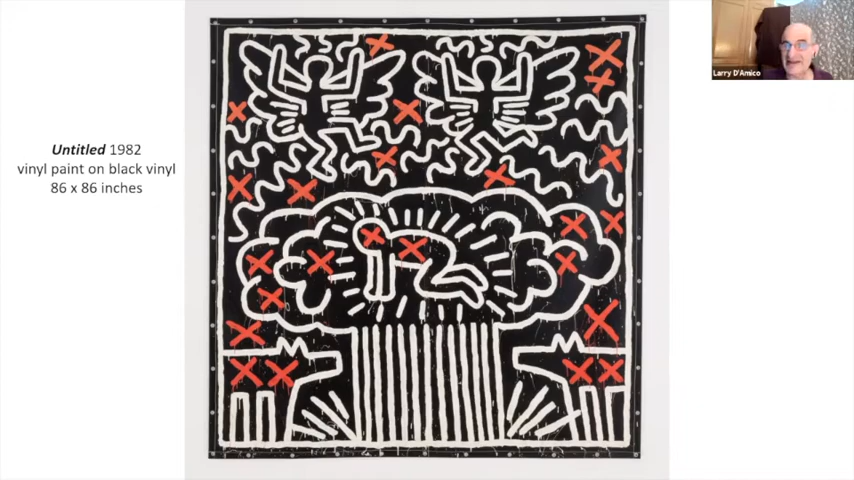 Untitled 1982
vinyl paint on black vinyl
86 x 86 inches
Larry D'Amico